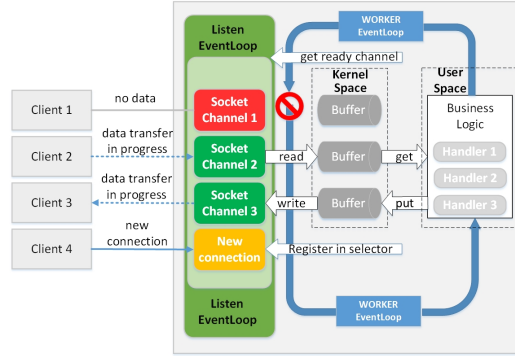 WORKER
EventLoop
Listen
EventLoop
get ready channel
Kernel
Space
User
Space
Client 1
no data
Socket
Channel 1
Buffer
Business
Logic
Client 2
data transfer
in progress
Socket
Channel 2
read
Buffer
get
Handler 1
Handler 2
Client 3
data transfer
in progress
Socket
Channel 3
write
Buffer
put
Handler 3
Client 4
new
connection
New
connection
Register in selector
Listen
EventLoop
WORKER
EventLoop